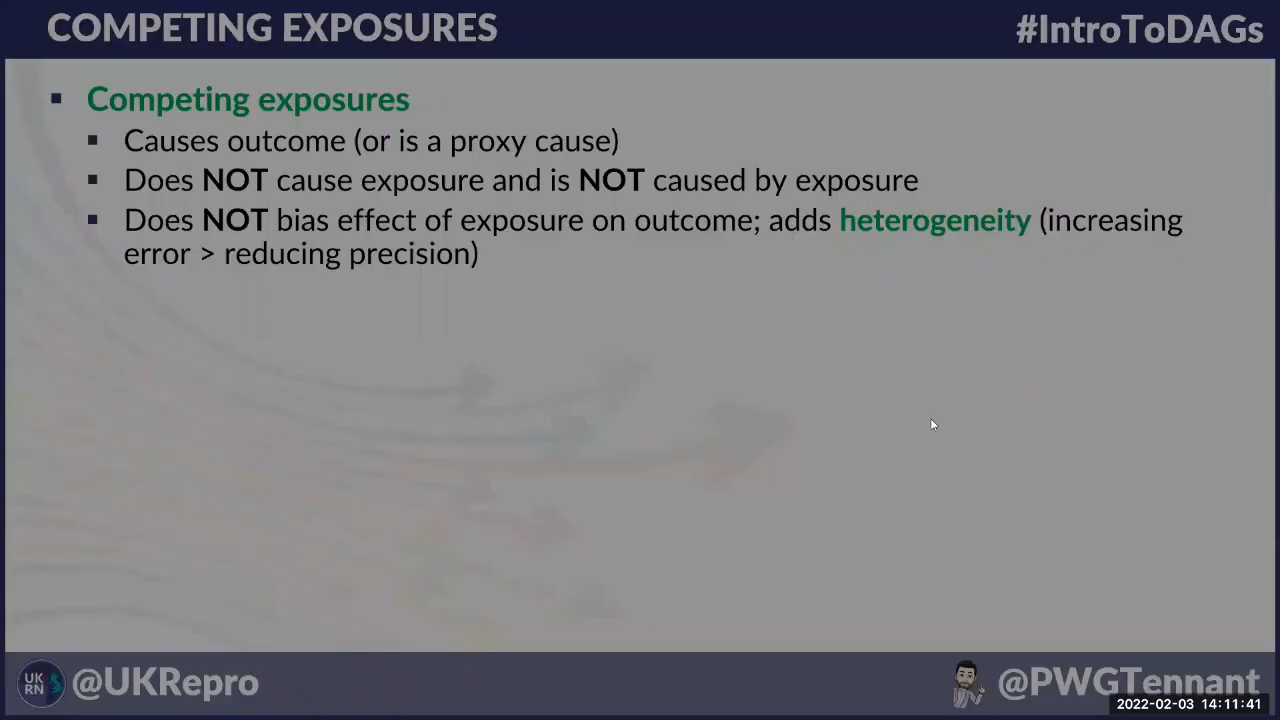 COMPETING EXPOSURES
#IntroToDAGs
Competing exposures
Causes outcome (or is a proxy cause)
Does NOT cause exposure and is NOT caused by exposure
Does NOT bias effect of exposure on outcome; adds heterogeneity (increasing
error > reducing precision)
UK
RN
@UKRepro
@PWGTennant
2022-02-03 14:11:41